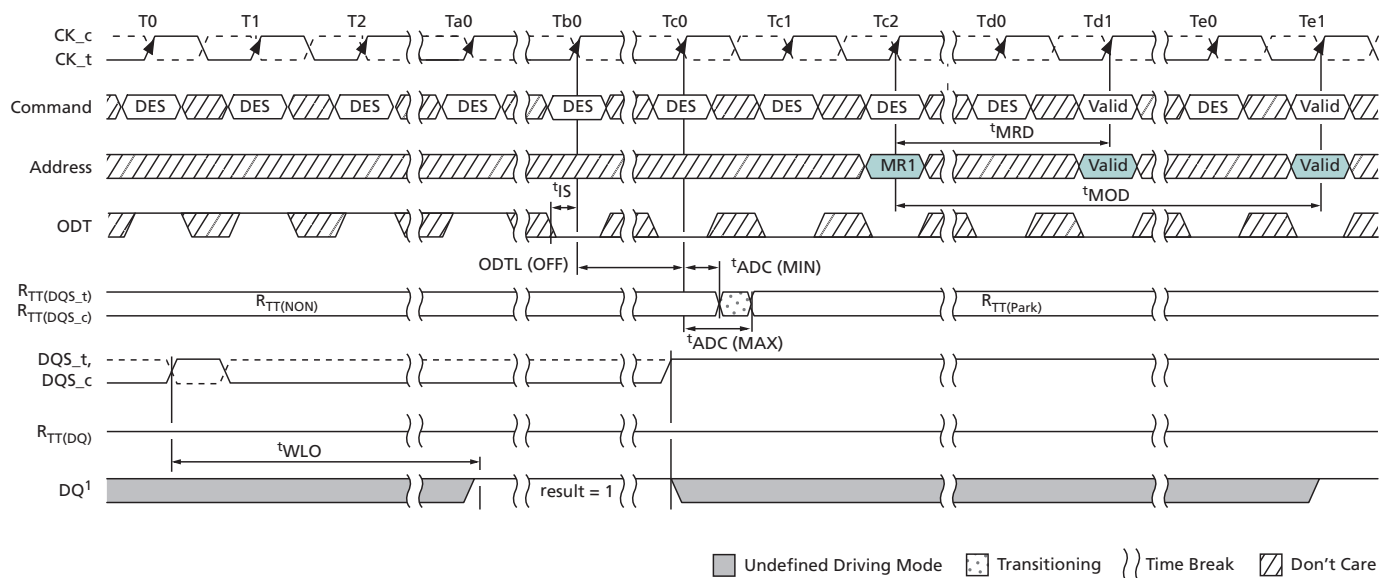 T0 T1 T2 Ta0 Tb0 Tc0 Tc1 Tc2 Td0 Td1 Te0 Te1
CK_c
CK_t
Command DES DES DES DES DES DES DES DES DES Valid DES Valid
tMRD
Address MR1 Valid Valid
tIS
tMOD
ODT
ODTL (OFF) tADC (MIN)
RTT(DQS_t)
RTT(NON) RTT(Park)
RTT(DQS_c)
tADC (MAX)
DQS_t,
DQS_c
RTT(DQ)
tWLO
DQ1 result = 1
Undefined Driving Mode Transitioning Time Break Don't Care